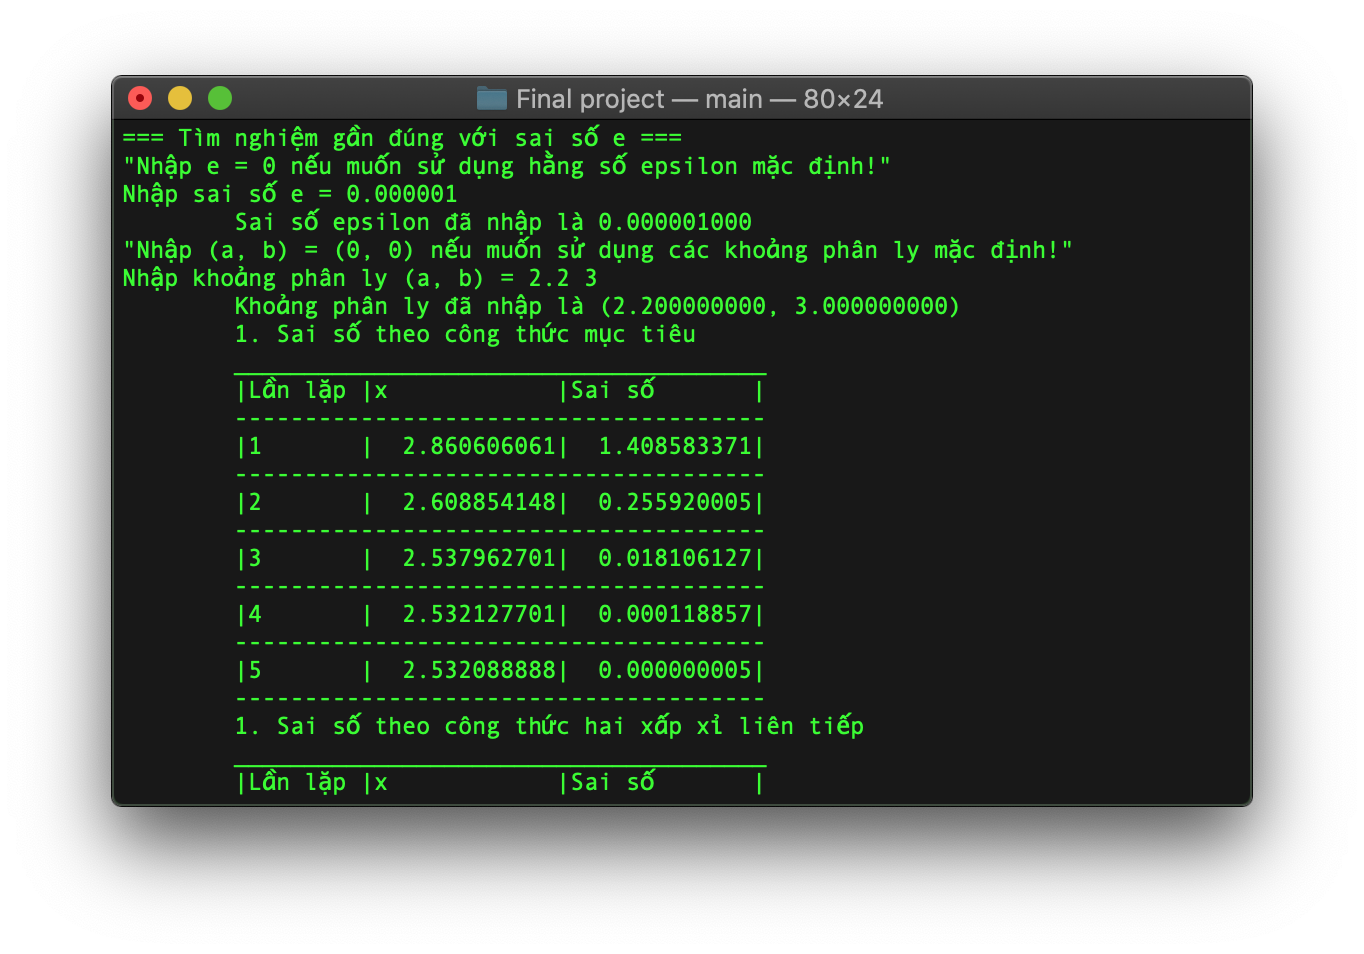 Final project — main — 80×24
=== Tìm nghiệm gần đúng với sai số e ===
"Nhập e = 0 nếu muốn sử dụng hằng số epsilon mặc định!"
Nhập sai số e = 0.000001
Sai số epsilon đã nhập là 0.000001000
"Nhập (a, b) = (0, 0) nếu muốn sử dụng các khoảng phân ly mặc định!"
Nhập khoảng phân ly (a, b) = 2.2 3
Khoảng phân ly đã nhập là (2.200000000, 3.000000000)
1. Sai số theo công thức mục tiêu
______________________________________
|Lần lặp |x            |Sai số       |
--------------------------------------
|1       |  2.860606061|  1.408583371|
--------------------------------------
|2       |  2.608854148|  0.255920005|
--------------------------------------
|3       |  2.537962701|  0.018106127|
--------------------------------------
|4       |  2.532127701|  0.000118857|
--------------------------------------
|5       |  2.532088888|  0.000000005|
--------------------------------------
1. Sai số theo công thức hai xấp xỉ liên tiếp
______________________________________
|Lần lặp |x            |Sai số       |